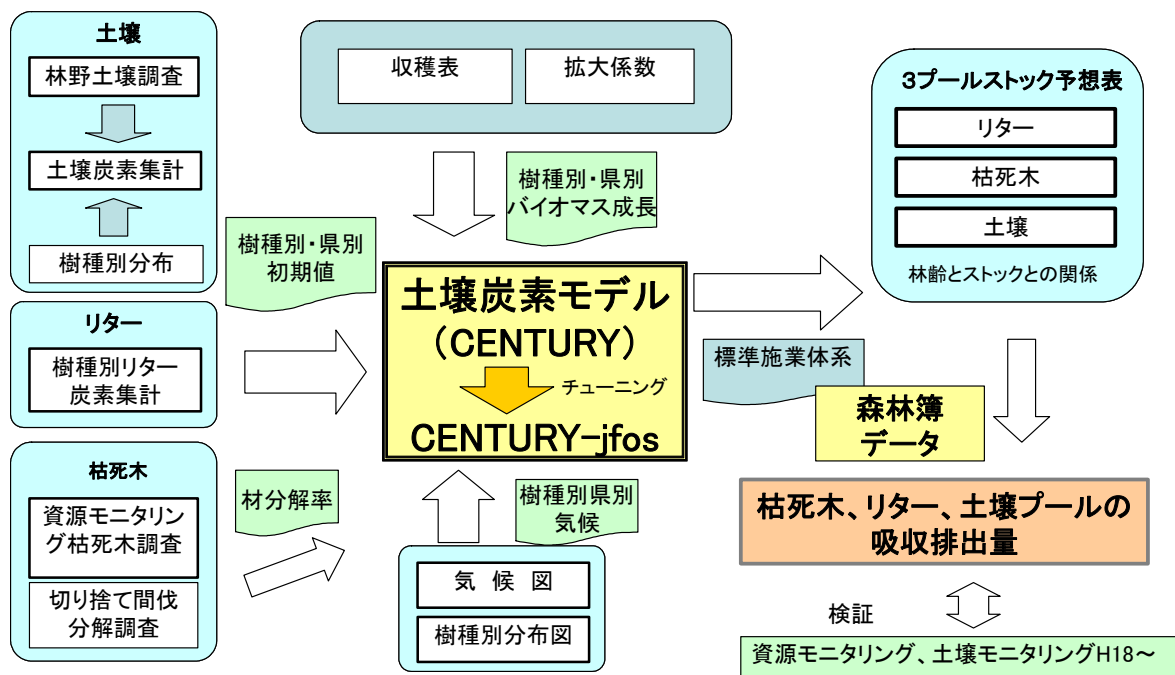 土壌
林野土壌調査
土壌炭素集計
樹種別分布
リター
樹種別リター
炭素集計
枯死木
資源モニタリン
グ枯死木調査
切り捨て間伐
分解調査
収穫表
拡大係数
樹種別・県別
バイオマス成長
樹種別・県別
初期値
材分解率
土壌炭素モデル
(CENTURY)
チューニング
CENTURY-jfos
樹種別県別
気候
気 候 図
樹種別分布図
3プールストック予想表
リター
枯死木
土壌
林齢とストックとの関係
標準施業体系
森林簿
データ
枯死木、リター、土壌プールの
吸収排出量
検証
資源モニタリング、土壌モニタリングH18~